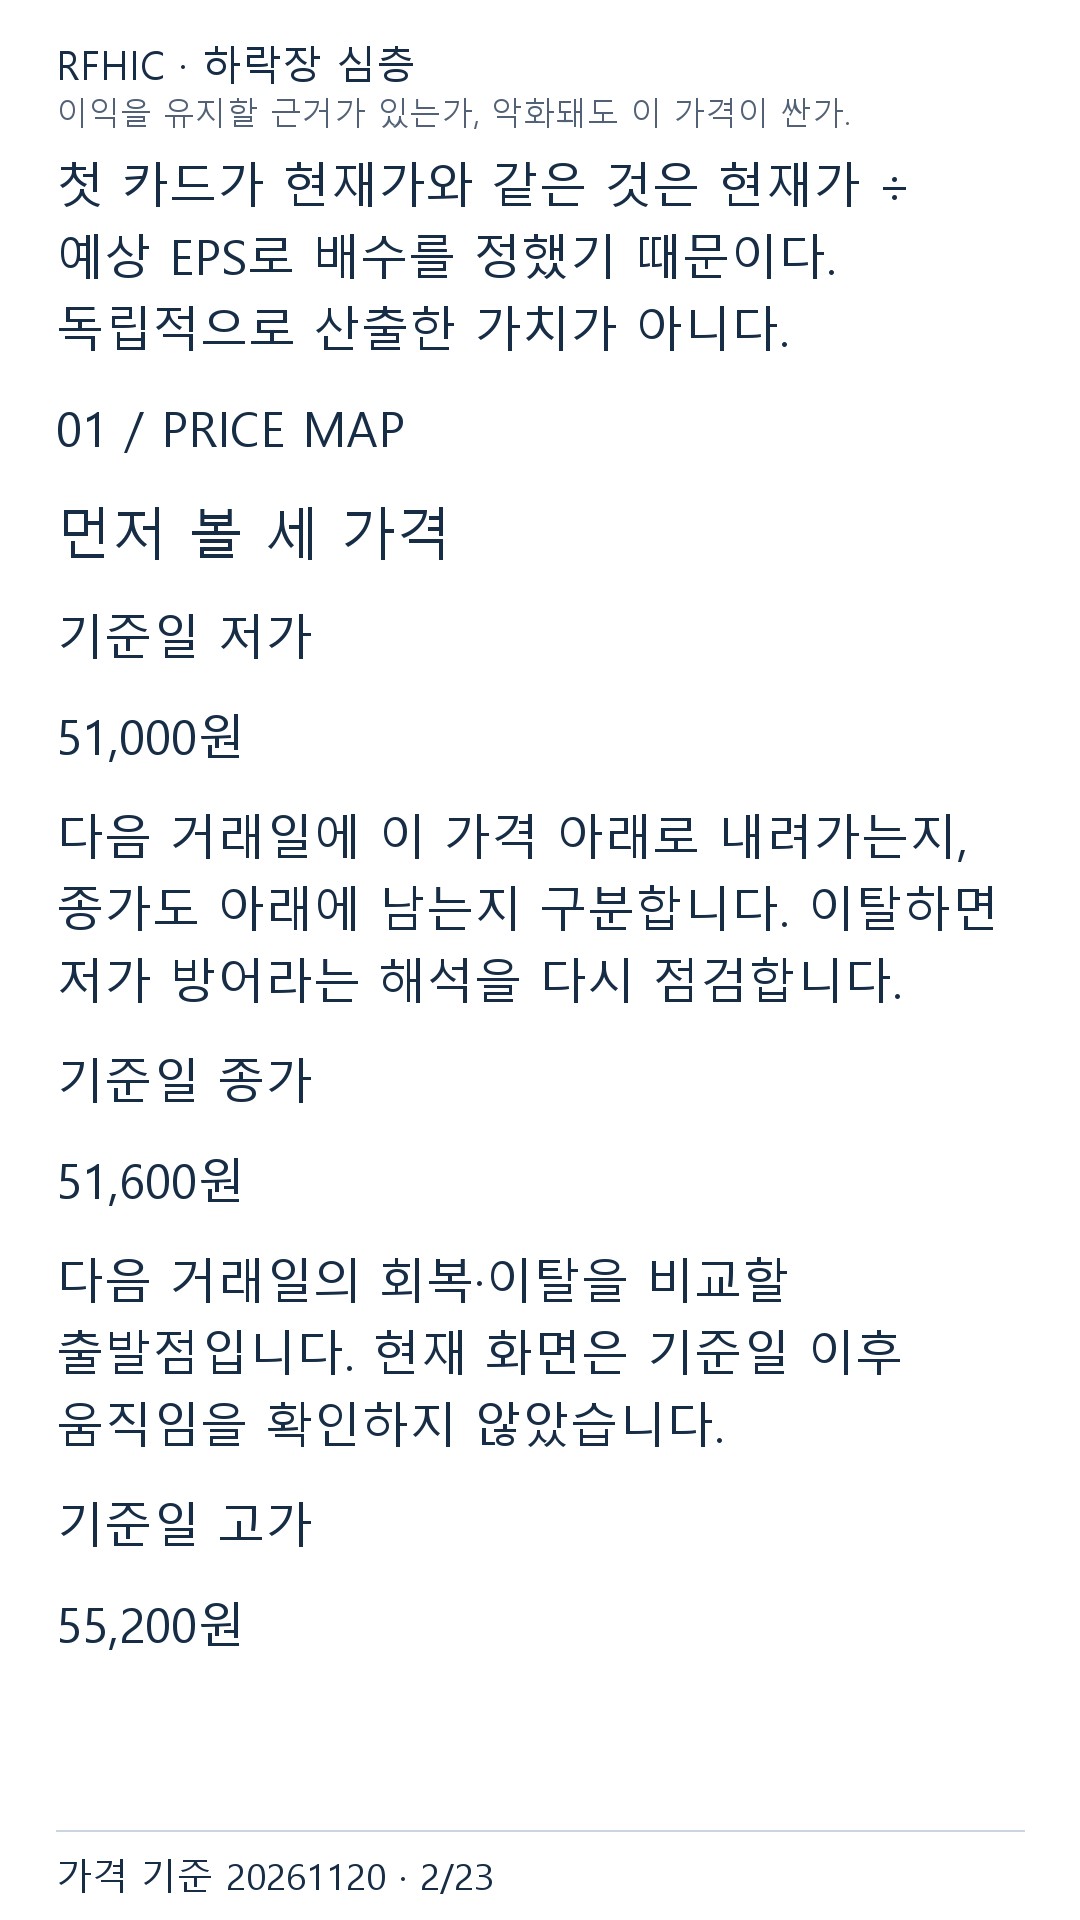 RFHIC · 하락장 심층
이익을 유지할 근거가 있는가, 악화돼도 이 가격이 싼가.
첫 카드가 현재가와 같은 것은 현재가 ÷
예상 EPS로 배수를 정했기 때문이다.
독립적으로 산출한 가치가 아니다.
01 / PRICE MAP
먼저 볼 세 가격
기준일 저가
51,000원
다음 거래일에 이 가격 아래로 내려가는지,
종가도 아래에 남는지 구분합니다. 이탈하면
저가 방어라는 해석을 다시 점검합니다.
기준일 종가
51,600원
다음 거래일의 회복·이탈을 비교할
출발점입니다. 현재 화면은 기준일 이후
움직임을 확인하지 않았습니다.
기준일 고가
55,200원
가격 기준 20261120 · 2/23